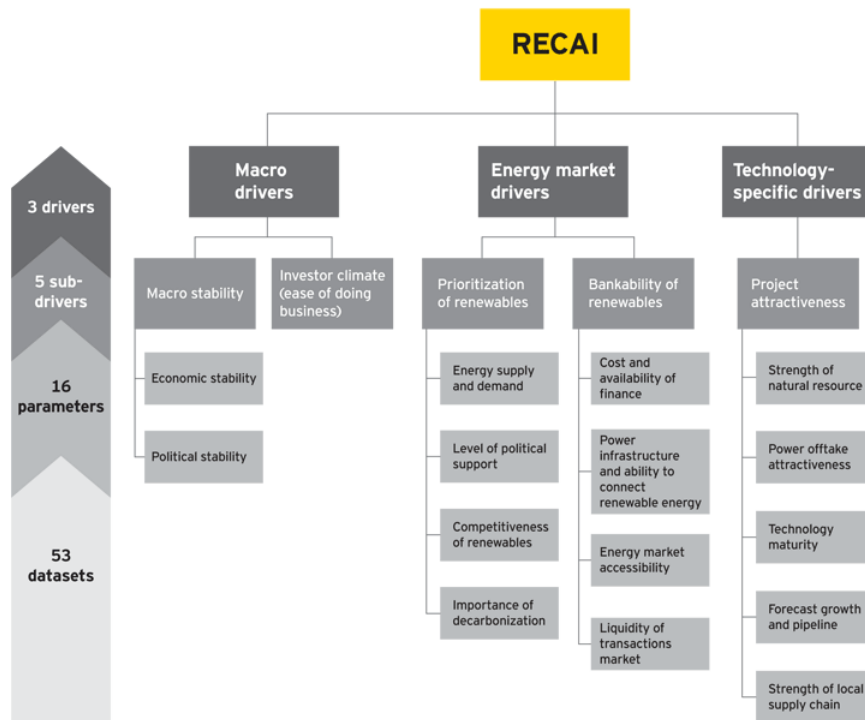 RECAI
Macro
drivers
Energy market
drivers
Technology-
specific drivers
3 drivers
5 sub-
drivers
16
parameters
53
datasets
Macro stability
Investor climate
(ease of doing
business)
Prioritization
of renewables
Bankability of
renewables
Project
attractiveness
Economic stability
Political stability
Energy supply
and demand
Level of political
support
Competitiveness
of renewables
Importance of
decarbonization
Cost and
availability of
finance
Power
infrastructure
and ability to
connect
renewable energy
Energy market
accessibility
Liquidity of
transactions
market
Strength of
natural resource
Power offtake
attractiveness
Technology
maturity
Forecast growth
and pipeline
Strength of local
supply chain